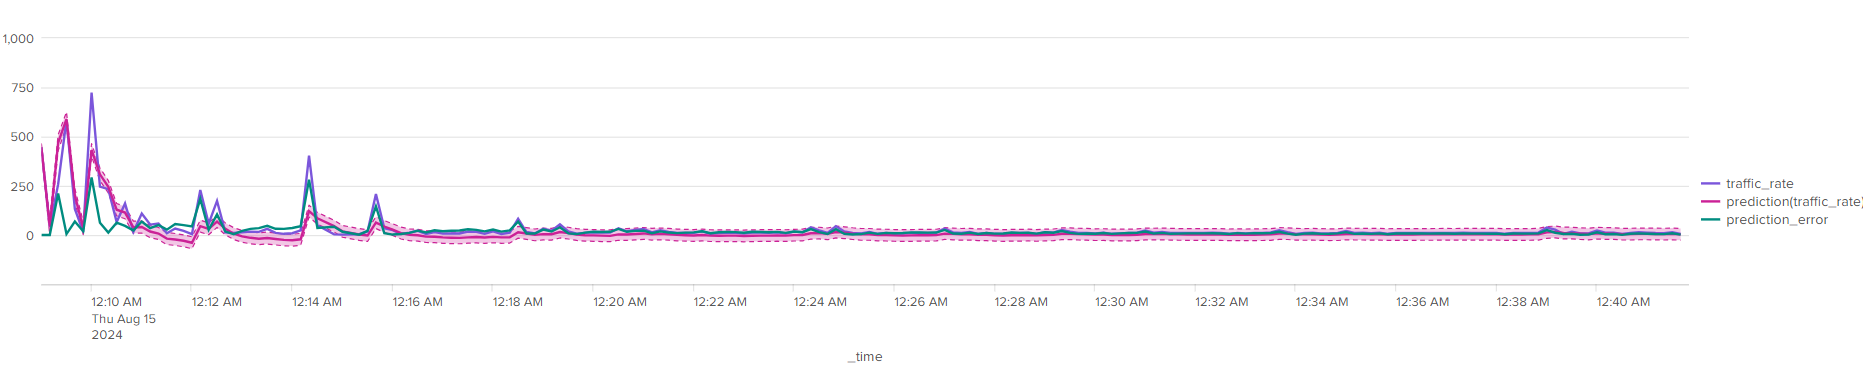 1,000
750
500
250
0
12:10 AM
Thu Aug 15
2024
12:12 AM
12:14 AM
12:16 AM
12:18 AM
12:20 AM
12:22 AM
12:24 AM
12:26 AM
12:28 AM
12:30 AM
12:32 AM
12:34 AM
12:36 AM
12:38 AM
12:40 AM
_time
traffic_rate
prediction(traffic_rate)
prediction_error